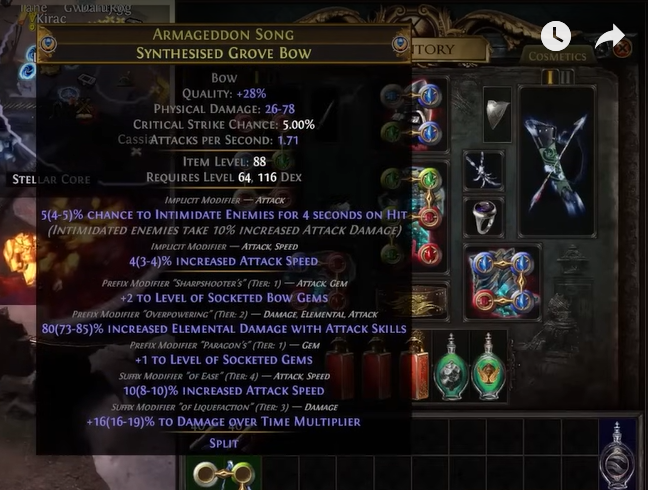 Kirac
Cassia
Stellar Core
INVENTORY
Cosmetics
Armageddon Song
Synthesised Grove Bow
Bow
Quality: +28%
Physical Damage: 26-78
Critical Strike Chance: 5.00%
Attacks per Second: 1.71
Item Level: 88
Requires Level 64, 116 Dex
Implicit Modifier — Attack
5(4-5)% chance to Intimidate Enemies for 4 seconds on Hit
(Intimidated enemies take 10% increased Attack Damage)
Implicit Modifier — Attack, Speed
4(3-4)% increased Attack Speed
Prefix Modifier "Sharpshooter's" (Tier: 1) — Attack, Gem
+2 to Level of Socketed Bow Gems
Prefix Modifier "Overpowering" (Tier: 2) — Damage, Elemental, Attack
80(73-85)% increased Elemental Damage with Attack Skills
Prefix Modifier "Paragon's" (Tier: 1) — Gem
+1 to Level of Socketed Gems
Suffix Modifier "of Ease" (Tier: 4) — Attack, Speed
10(8-10)% increased Attack Speed
Suffix Modifier "of Liquefaction" (Tier: 3) — Damage
+16(16-19)% to Damage over Time Multiplier
Split